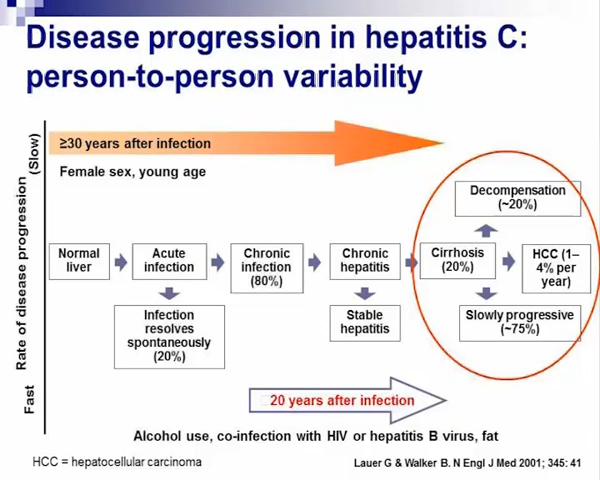 Disease progression in hepatitis C:
person-to-person variability
≥30 years after infection
Female sex, young age
Rate of disease progression
(Slow)
Fast
Normal
liver
Acute
infection
Chronic
infection
(80%)
Chronic
hepatitis
Cirrhosis
(20%)
HCC (1–
4% per
year)
Decompensation
(~20%)
Infection
resolves
spontaneously
(20%)
Stable
hepatitis
Slowly progressive
(~75%)
20 years after infection
Alcohol use, co-infection with HIV or hepatitis B virus, fat
HCC = hepatocellular carcinoma
Lauer G & Walker B. N Engl J Med 2001; 345: 41